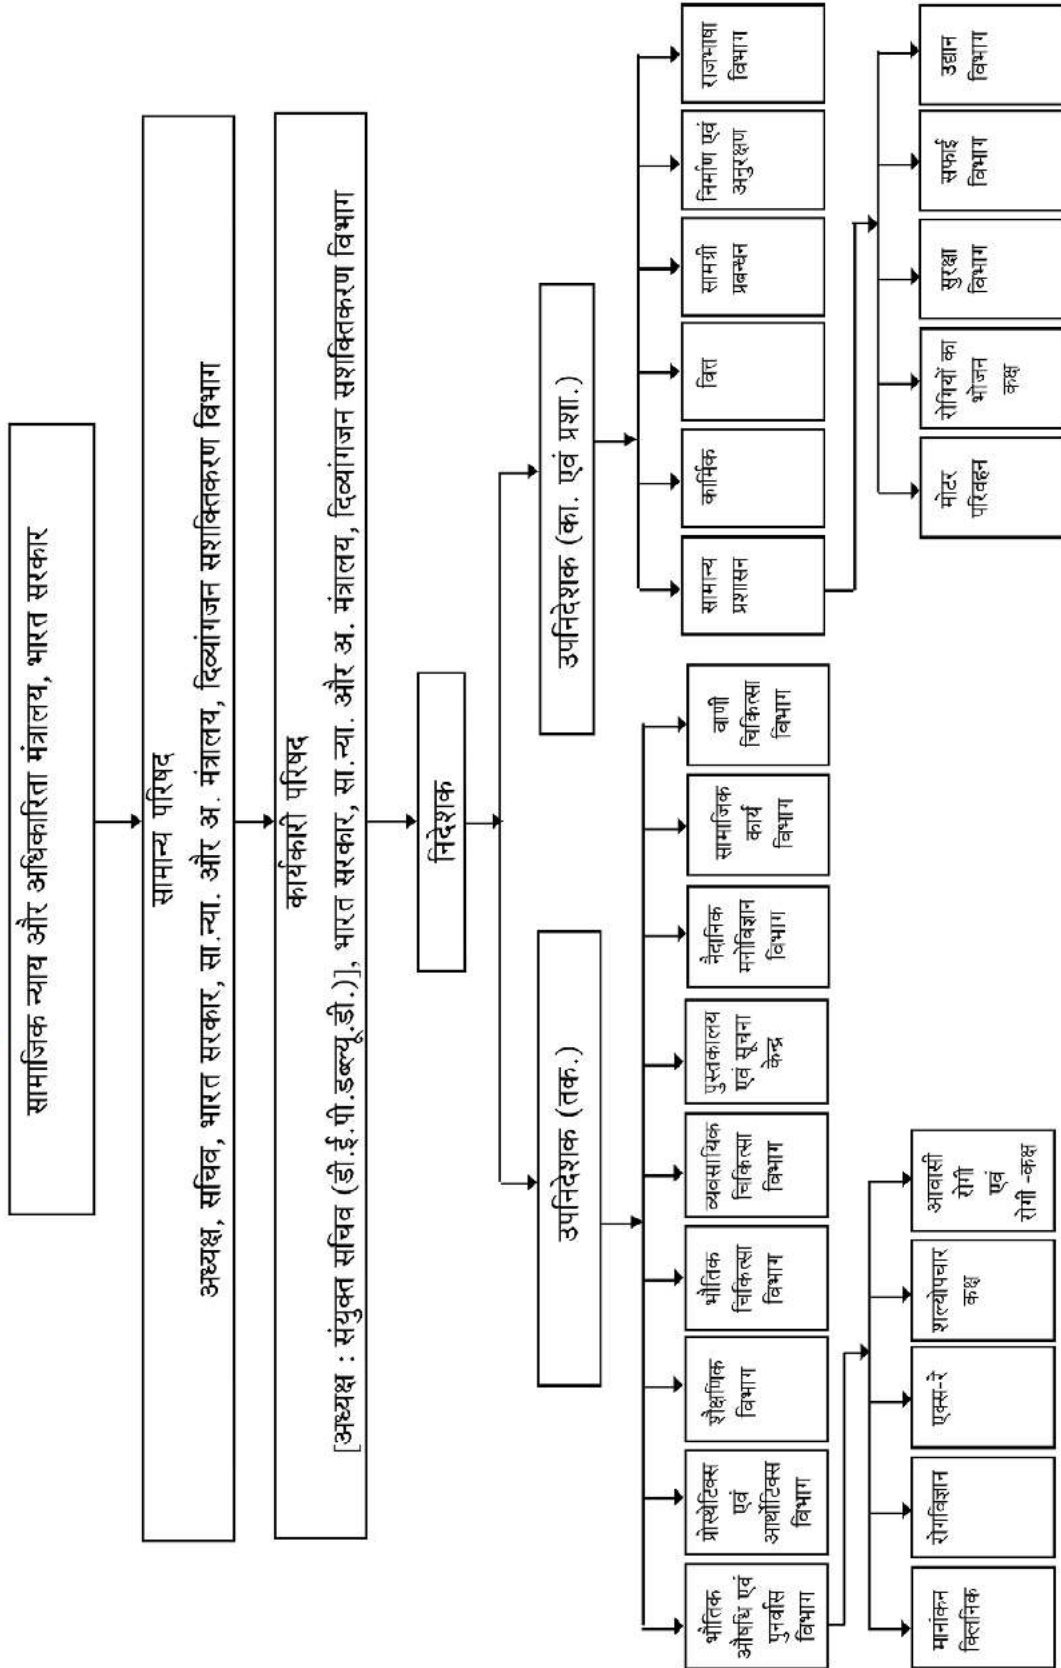 सामाजिक न्याय और अधिकारिता मंत्रालय, भारत सरकार
सामान्य परिषद
अध्यक्ष, सचिव, भारत सरकार, सा.न्या. और अ. मंत्रालय, दिव्यांगजन सशक्तिकरण विभाग
कार्यकारी परिषद
[अध्यक्ष : संयुक्त सचिव (डी.ई.पी.डब्ल्यू.डी.)], भारत सरकार, सा.न्या. और अ. मंत्रालय, दिव्यांगजन सशक्तिकरण विभाग
निदेशक
उपनिदेशक (तक.)
उपनिदेशक (का. एवं प्रशा.)
भौतिक
औषधि एवं
पुनर्वास
विभाग
प्रोस्थेटिक्स
एवं
आर्थोटिक्स
विभाग
शैक्षणिक
विभाग
भौतिक
चिकित्सा
विभाग
व्यवसायिक
चिकित्सा
विभाग
पुस्तकालय
एवं सूचना
केन्द्र
नैदानिक
मनोविज्ञान
विभाग
सामाजिक
कार्य
विभाग
वाणी
चिकित्सा
विभाग
सामान्य
प्रशासन
कार्मिक
वित्त
सामग्री
प्रबन्धन
निर्माण एवं
अनुरक्षण
राजभाषा
विभाग
मानांकन
क्लिनिक
रोगविज्ञान
एक्स-रे
शल्योपचार
कक्ष
आवासी
रोगी
एवं
रोगी -कक्ष
मोटर
परिवहन
रोगियों का
भोजन
कक्ष
सुरक्षा
विभाग
सफाई
विभाग
उद्यान
विभाग